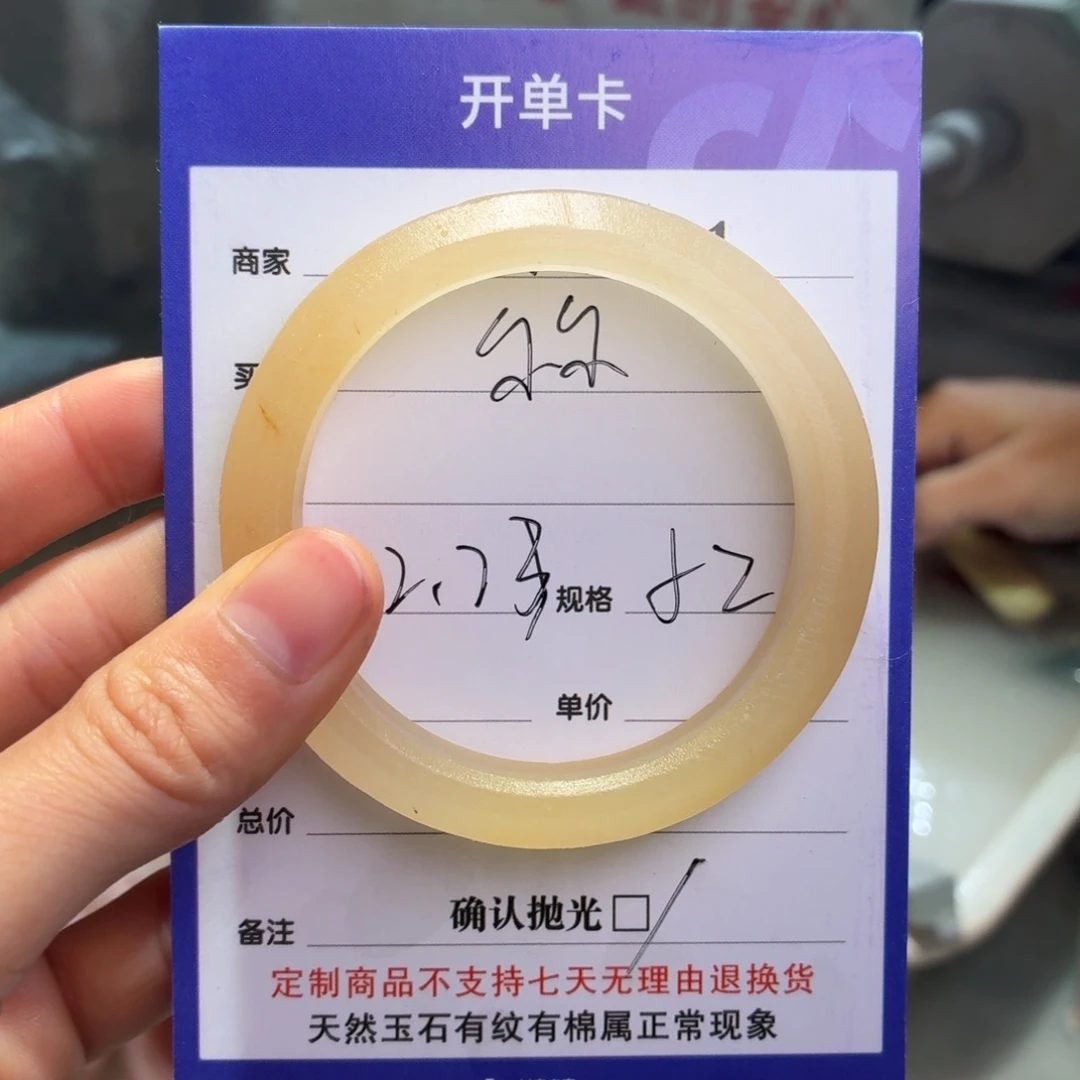 开单卡
商家
买
规格
单价
总价
备注 确认抛光□
定制商品不支持七天无理由退换货
天然玉石有纹有棉属正常现象